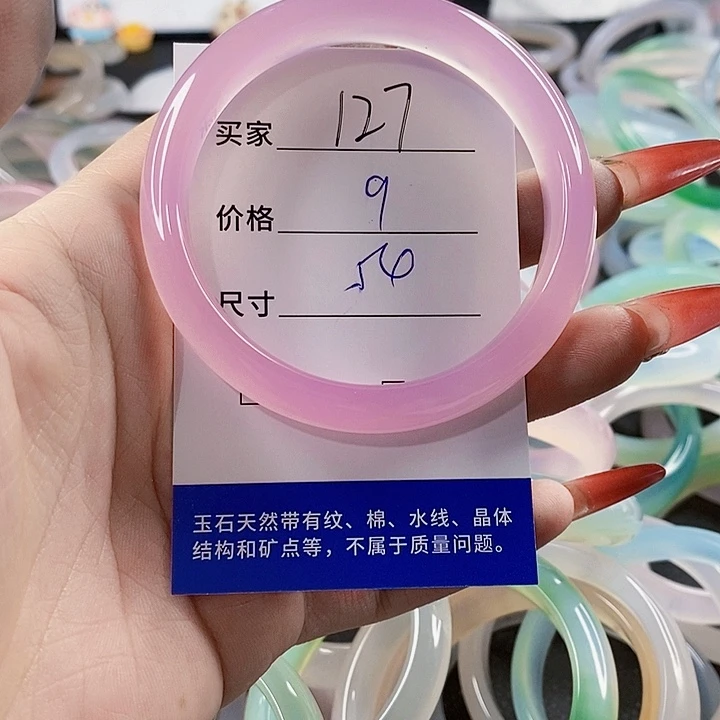 买家 127
价格 9
尺寸 56
玉石天然带有纹、棉、水线、晶体
结构和矿点等，不属于质量问题。